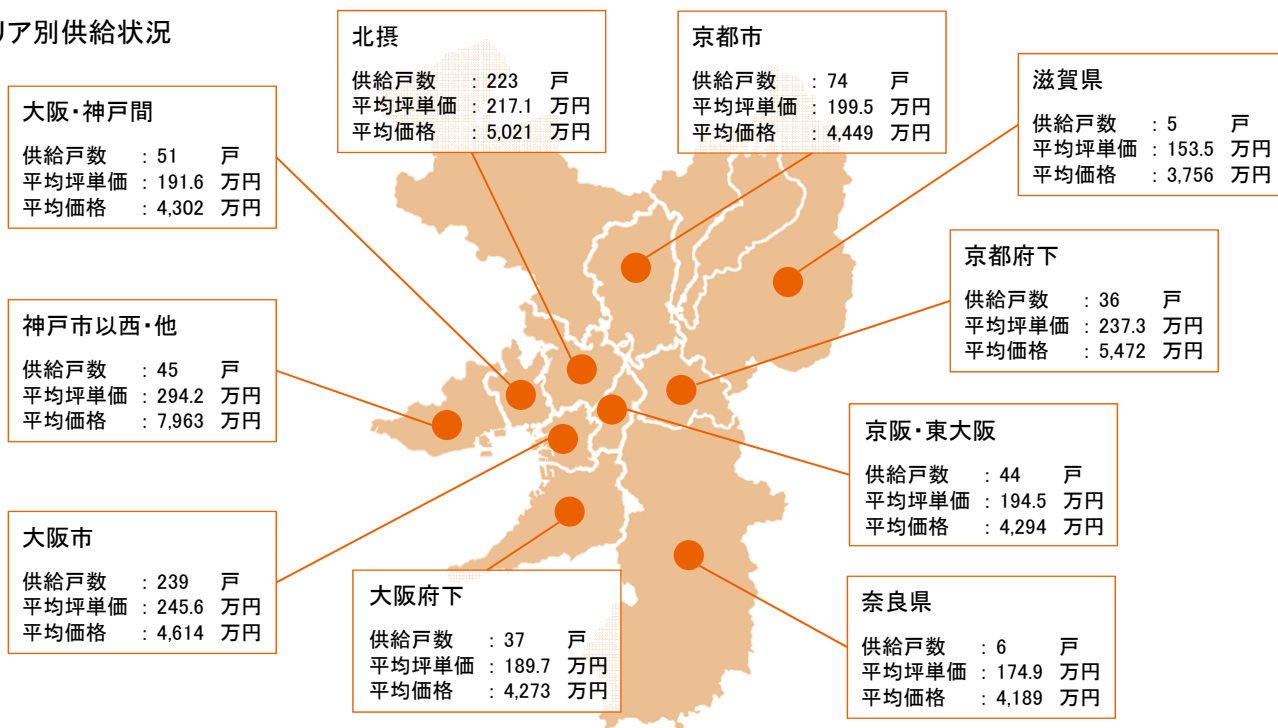 リア別供給状況
北摂
供給戸数 : 223 戸
平均坪単価 : 217.1 万円
平均価格 : 5,021 万円
京都市
供給戸数 : 74 戸
平均坪単価 : 199.5 万円
平均価格 : 4,449 万円
滋賀県
供給戸数 : 5 戸
平均坪単価 : 153.5 万円
平均価格 : 3,756 万円
大阪・神戸間
供給戸数 : 51 戸
平均坪単価 : 191.6 万円
平均価格 : 4,302 万円
京都府下
供給戸数 : 36 戸
平均坪単価 : 237.3 万円
平均価格 : 5,472 万円
神戸市以西・他
供給戸数 : 45 戸
平均坪単価 : 294.2 万円
平均価格 : 7,963 万円
京阪・東大阪
供給戸数 : 44 戸
平均坪単価 : 194.5 万円
平均価格 : 4,294 万円
大阪市
供給戸数 : 239 戸
平均坪単価 : 245.6 万円
平均価格 : 4,614 万円
大阪府下
供給戸数 : 37 戸
平均坪単価 : 189.7 万円
平均価格 : 4,273 万円
奈良県
供給戸数 : 6 戸
平均坪単価 : 174.9 万円
平均価格 : 4,189 万円